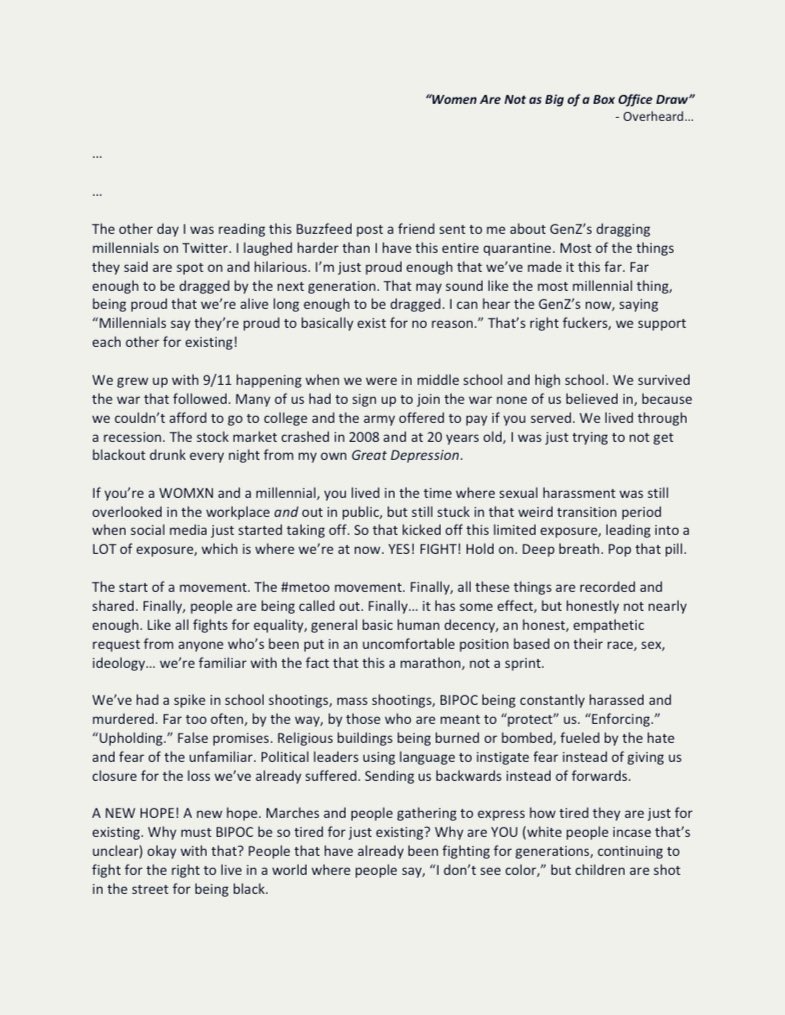 “Women Are Not as Big of a Box Office Draw”
- Overheard…
…
…
The other day I was reading this Buzzfeed post a friend sent to me about GenZ’s dragging
millennials on Twitter. I laughed harder than I have this entire quarantine. Most of the things
they said are spot on and hilarious. I’m just proud enough that we’ve made it this far. Far
enough to be dragged by the next generation. That may sound like the most millennial thing,
being proud that we’re alive long enough to be dragged. I can hear the GenZ’s now, saying
“Millennials say they’re proud to basically exist for no reason.” That’s right fuckers, we support
each other for existing!
We grew up with 9/11 happening when we were in middle school and high school. We survived
the war that followed. Many of us had to sign up to join the war none of us believed in, because
we couldn’t afford to go to college and the army offered to pay if you served. We lived through
a recession. The stock market crashed in 2008 and at 20 years old, I was just trying to not get
blackout drunk every night from my own Great Depression.
If you’re a WOMXN and a millennial, you lived in the time where sexual harassment was still
overlooked in the workplace and out in public, but still stuck in that weird transition period
when social media just started taking off. So that kicked off this limited exposure, leading into a
LOT of exposure, which is where we’re at now. YES! FIGHT! Hold on. Deep breath. Pop that pill.
The start of a movement. The #metoo movement. Finally, all these things are recorded and
shared. Finally, people are being called out. Finally… it has some effect, but honestly not nearly
enough. Like all fights for equality, general basic human decency, an honest, empathetic
request from anyone who’s been put in an uncomfortable position based on their race, sex,
ideology… we’re familiar with the fact that this a marathon, not a sprint.
We’ve had a spike in school shootings, mass shootings, BIPOC being constantly harassed and
murdered. Far too often, by the way, by those who are meant to “protect” us. “Enforcing.”
“Upholding.” False promises. Religious buildings being burned or bombed, fueled by the hate
and fear of the unfamiliar. Political leaders using language to instigate fear instead of giving us
closure for the loss we’ve already suffered. Sending us backwards instead of forwards.
A NEW HOPE! A new hope. Marches and people gathering to express how tired they are just for
existing. Why must BIPOC be so tired for just existing? Why are YOU (white people incase that’s
unclear) okay with that? People that have already been fighting for generations, continuing to
fight for the right to live in a world where people say, “I don’t see color,” but children are shot
in the street for being black.